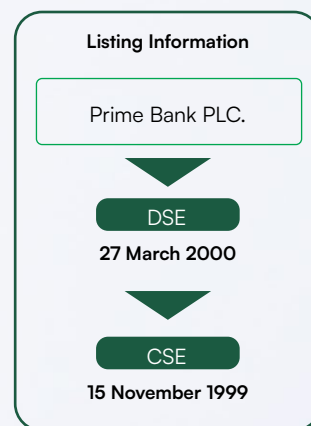 Listing Information
Prime Bank PLC.
DSE
27 March 2000
CSE
15 November 1999